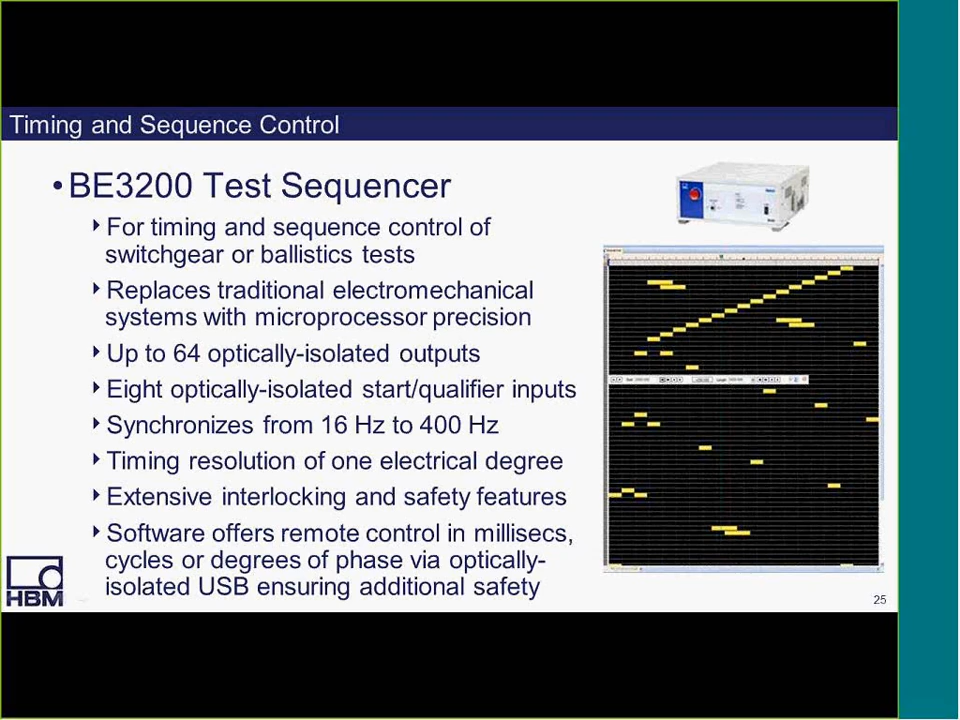 Timing and Sequence Control
•BE3200 Test Sequencer
For timing and sequence control of
switchgear or ballistics tests
Replaces traditional electromechanical
systems with microprocessor precision
Up to 64 optically-isolated outputs
Eight optically-isolated start/qualifier inputs
Synchronizes from 16 Hz to 400 Hz
Timing resolution of one electrical degree
Extensive interlocking and safety features
Software offers remote control in millisecs,
cycles or degrees of phase via optically-
isolated USB ensuring additional safety
HBM
25